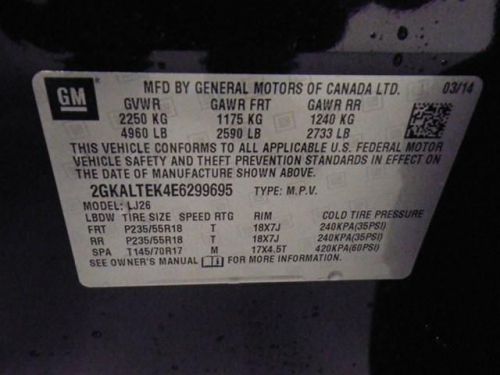 GM
MFD BY GENERAL MOTORS OF CANADA LTD. 03/14
GVWR GAWR FRT GAWR RR
2250 KG 1175 KG 1240 KG
4960 LB 2590 LB 2733 LB
THIS VEHICLE CONFORMS TO ALL APPLICABLE U.S. FEDERAL MOTOR
VEHICLE SAFETY AND THEFT PREVENTION STANDARDS IN EFFECT ON
THE DATE OF MANUFACTURE SHOWN ABOVE.
2GKALTEK4E6299695 TYPE: M.P.V.
MODEL: LJ26
LBDW TIRE SIZE SPEED RTG RIM COLD TIRE PRESSURE
FRT P235/55R18 T 18X7J 240KPA(35PSI)
RR P235/55R18 T 18X7J 240KPA(35PSI)
SPA T145/70R17 M 17X4.5T 420KPA(60PSI)
SEE OWNER'S MANUAL FOR MORE INFORMATION